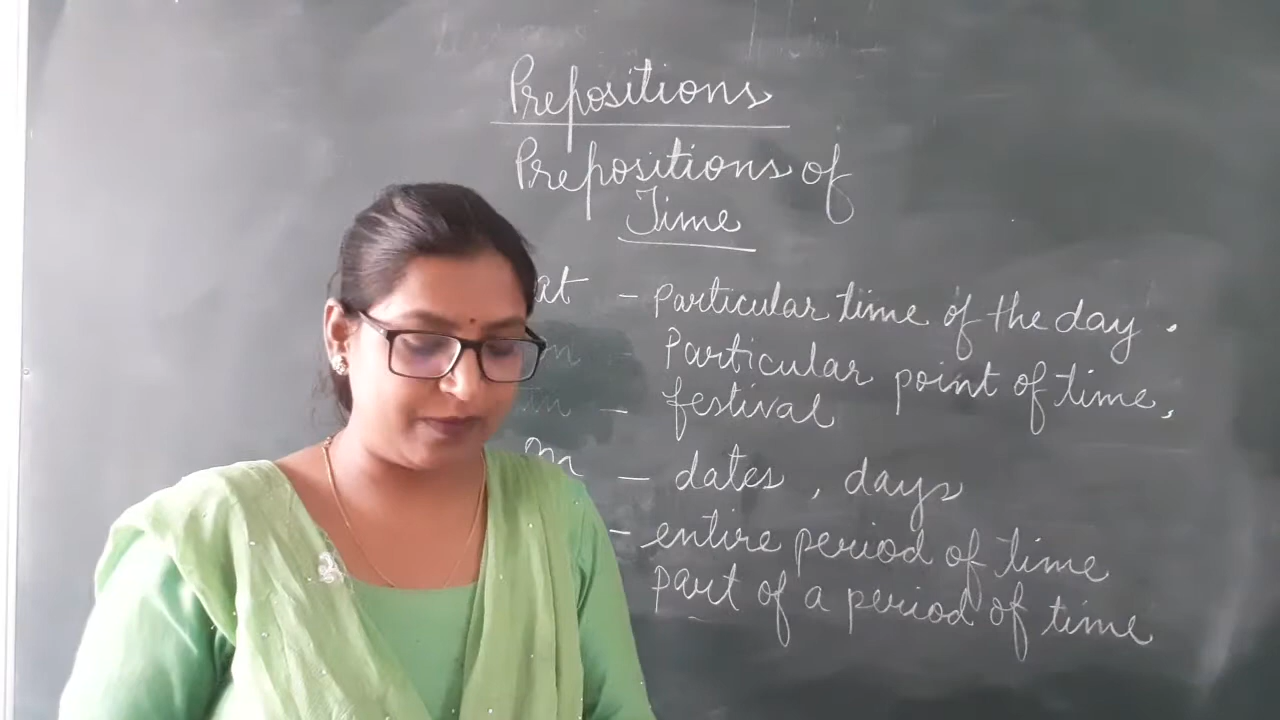 Prepositions
Prepositions of
Time
at - particular time of the day.
Particular point of time.
- festival
on - dates, days
- entire period of time
part of a period of time